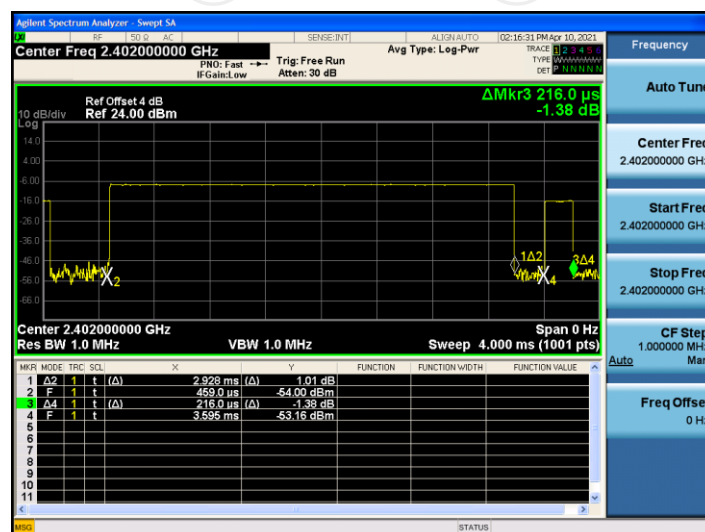 Agilent Spectrum Analyzer - Swept SA
LXI RF 50 Ω AC SENSE:INT ALIGNAUTO 02:16:31 PM Apr 10, 2021
Center Freq 2.402000000 GHz
PNO: Fast
IFGain:Low
Trig: Free Run
Atten: 30 dB
Avg Type: Log-Pwr
TRACE 1 2 3 4 5 6
TYPE WWWWWW
DET P N N N N N
Ref Offset 4 dB
10 dB/div Ref 24.00 dBm
Log
ΔMkr3 216.0 µs
-1.38 dB
14.0
4.00
-6.00
-16.0
-26.0
-36.0
-46.0
-56.0
-66.0
X2
1Δ2
X4
3Δ4
Center 2.402000000 GHz Span 0 Hz
Res BW 1.0 MHz VBW 1.0 MHz Sweep 4.000 ms (1001 pts)
MKR MODE TRC SCL X Y FUNCTION FUNCTION WIDTH FUNCTION VALUE
1 Δ2 1 t (Δ) 2.928 ms (Δ) 1.01 dB
2 F 1 t 459.0 µs -54.00 dBm
3 Δ4 1 t (Δ) 216.0 µs (Δ) -1.38 dB
4 F 1 t 3.595 ms -53.16 dBm
5
6
7
8
9
10
11
MSG STATUS
Frequency
Auto Tune
Center Freq
2.402000000 GHz
Start Freq
2.402000000 GHz
Stop Freq
2.402000000 GHz
CF Step
1.000000 MHz
Auto Man
Freq Offset
0 Hz